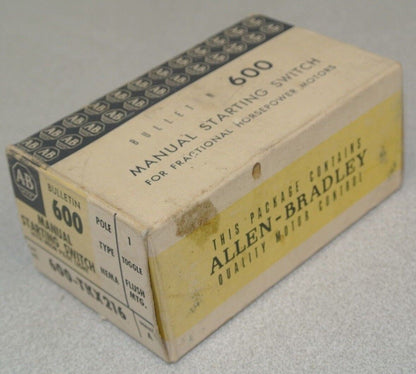 BULLETIN 600
MANUAL STARTING SWITCH
FOR FRACTIONAL HORSEPOWER MOTORS
THIS PACKAGE CONTAINS
ALLEN-BRADLEY
QUALITY MOTOR CONTROL
AB
BULLETIN
600
MANUAL
STARTING SWITCH
POLE 1
TYPE TOGGLE
NEMA FLUSH
MTG.
600-TKX216
A